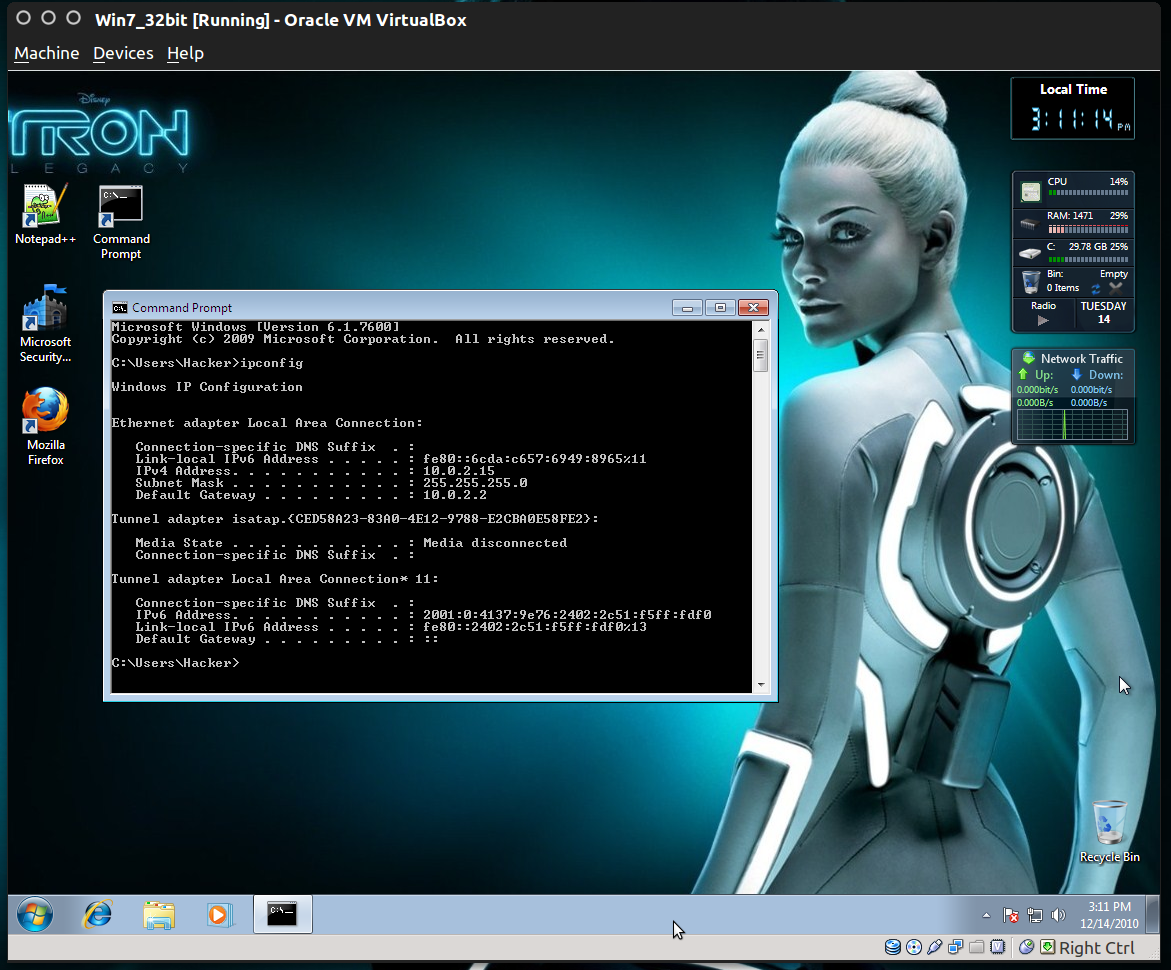 Win7_32bit [Running] - Oracle VM VirtualBox
Machine Devices Help
Disney
TRON
LEGACY
Notepad++
Command Prompt
Microsoft Security...
Mozilla Firefox
Local Time
3:11:14 PM
CPU 14%
RAM: 1471 29%
C: 29.78 GB 25%
Bin: Empty
0 Items
Radio TUESDAY
14
Network Traffic
Up: Down:
0.000bit/s 0.000bit/s
0.000B/s 0.000B/s
C:\_ Command Prompt
Microsoft Windows [Version 6.1.7600]
Copyright (c) 2009 Microsoft Corporation.  All rights reserved.
C:\Users\Hacker>ipconfig
Windows IP Configuration
Ethernet adapter Local Area Connection:
Connection-specific DNS Suffix  . :
Link-local IPv6 Address . . . . . : fe80::6cda:c657:6949:8965%11
IPv4 Address. . . . . . . . . . . : 10.0.2.15
Subnet Mask . . . . . . . . . . . : 255.255.255.0
Default Gateway . . . . . . . . . : 10.0.2.2
Tunnel adapter isatap.{CED58A23-83A0-4E12-9788-E2CBA0E58FE2}:
Media State . . . . . . . . . . . : Media disconnected
Connection-specific DNS Suffix  . :
Tunnel adapter Local Area Connection* 11:
Connection-specific DNS Suffix  . :
IPv6 Address. . . . . . . . . . . : 2001:0:4137:9e76:2402:2c51:f5ff:fdf0
Link-local IPv6 Address . . . . . : fe80::2402:2c51:f5ff:fdf0%13
Default Gateway . . . . . . . . . : ::
C:\Users\Hacker>
Recycle Bin
3:11 PM
12/14/2010
Right Ctrl